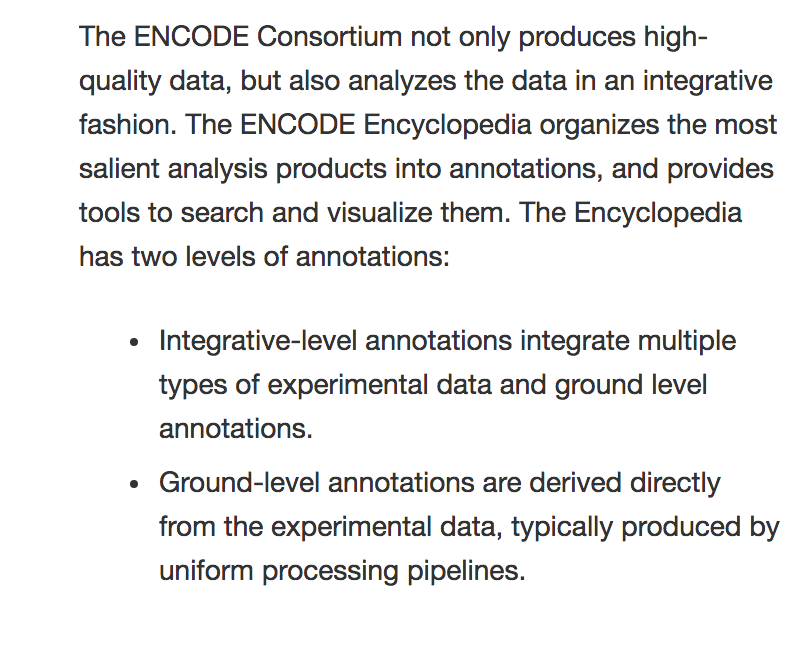 The ENCODE Consortium not only produces high-
quality data, but also analyzes the data in an integrative
fashion. The ENCODE Encyclopedia organizes the most
salient analysis products into annotations, and provides
tools to search and visualize them. The Encyclopedia
has two levels of annotations:
• Integrative-level annotations integrate multiple
types of experimental data and ground level
annotations.
• Ground-level annotations are derived directly
from the experimental data, typically produced by
uniform processing pipelines.